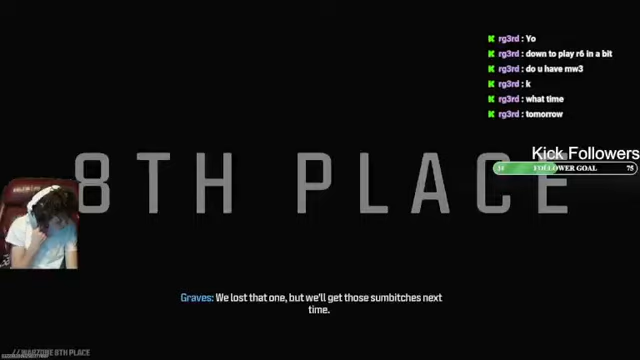 rg3rd : Yo
rg3rd : down to play r6 in a bit
rg3rd : do u have mw3
rg3rd : k
rg3rd : what time
rg3rd : tomorrow
Kick Followers
FOLLOWER GOAL 75
8TH PLACE
Graves: We lost that one, but we'll get those sumbitches next
time.
// WARZONE 8TH PLACE